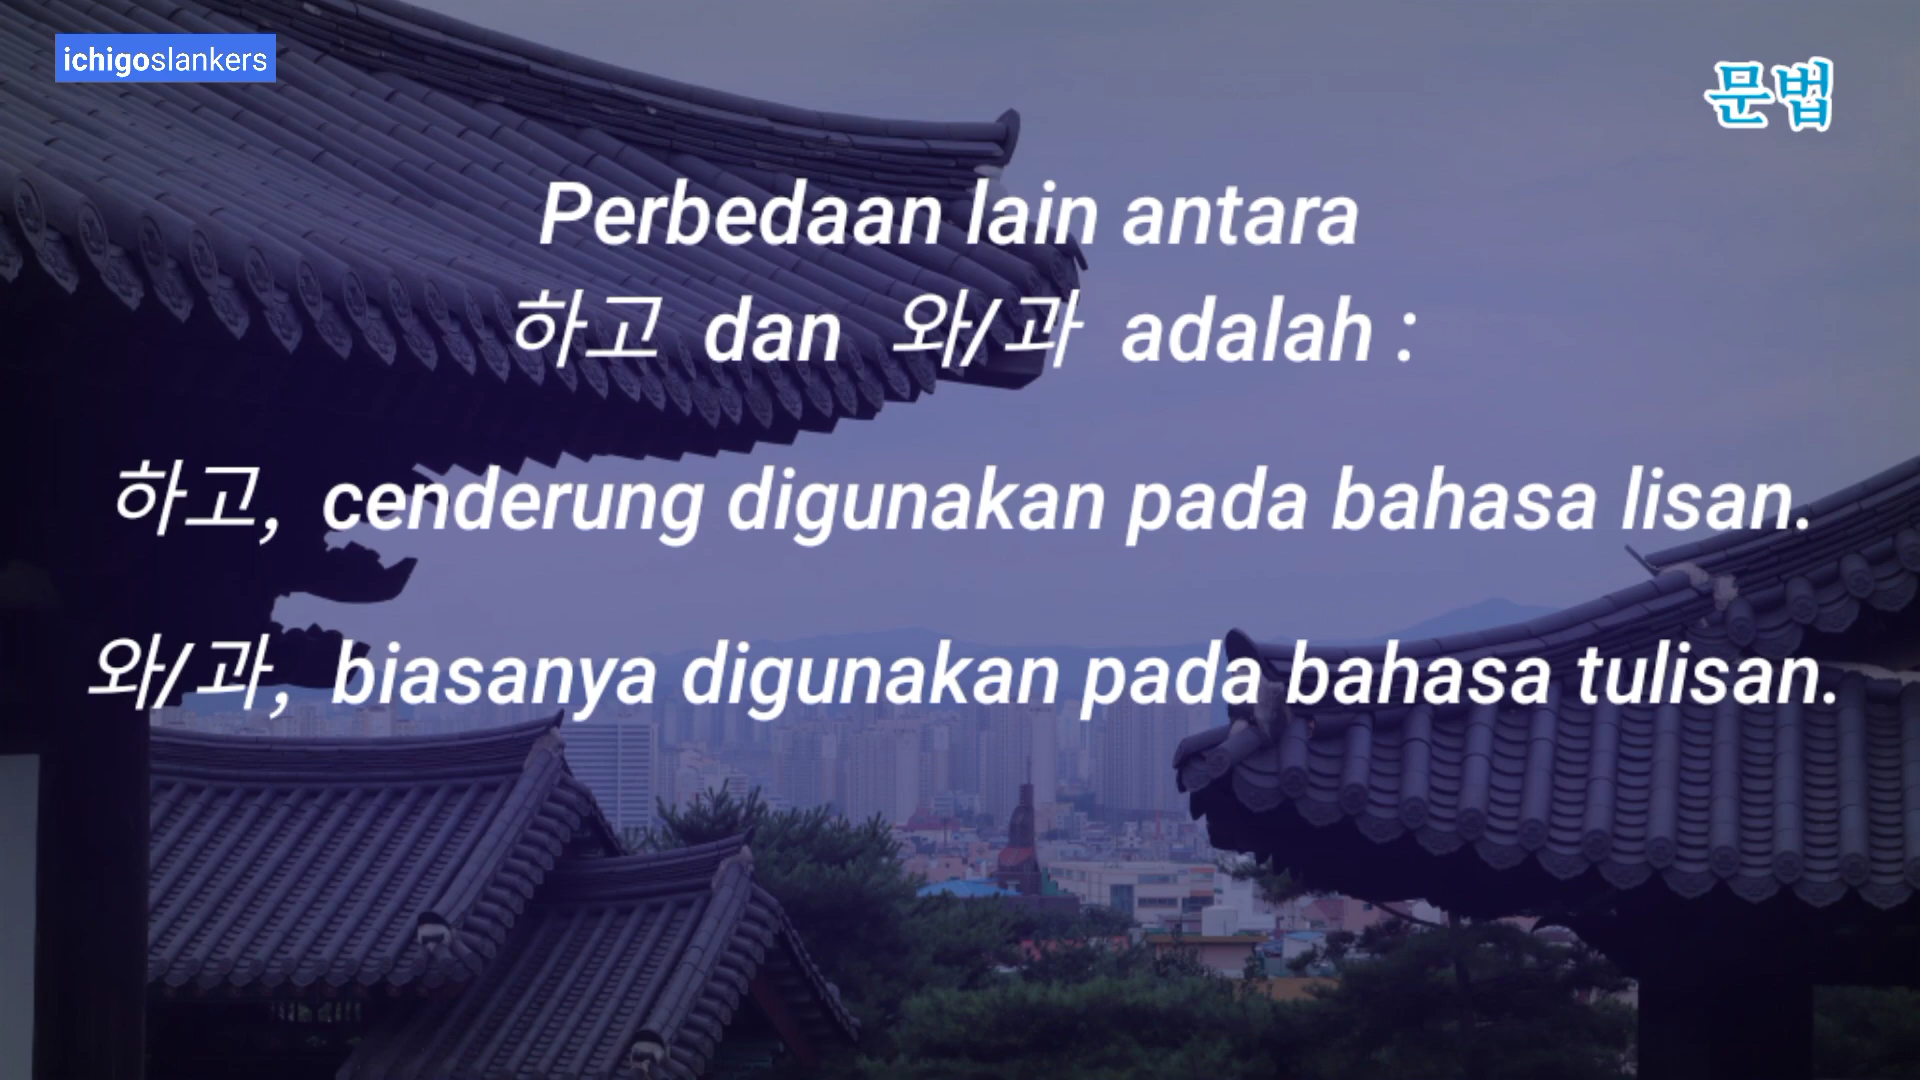 ichigoslankers
문법
Perbedaan lain antara
하고 dan 와/과 adalah :
하고, cenderung digunakan pada bahasa lisan.
와/과, biasanya digunakan pada bahasa tulisan.